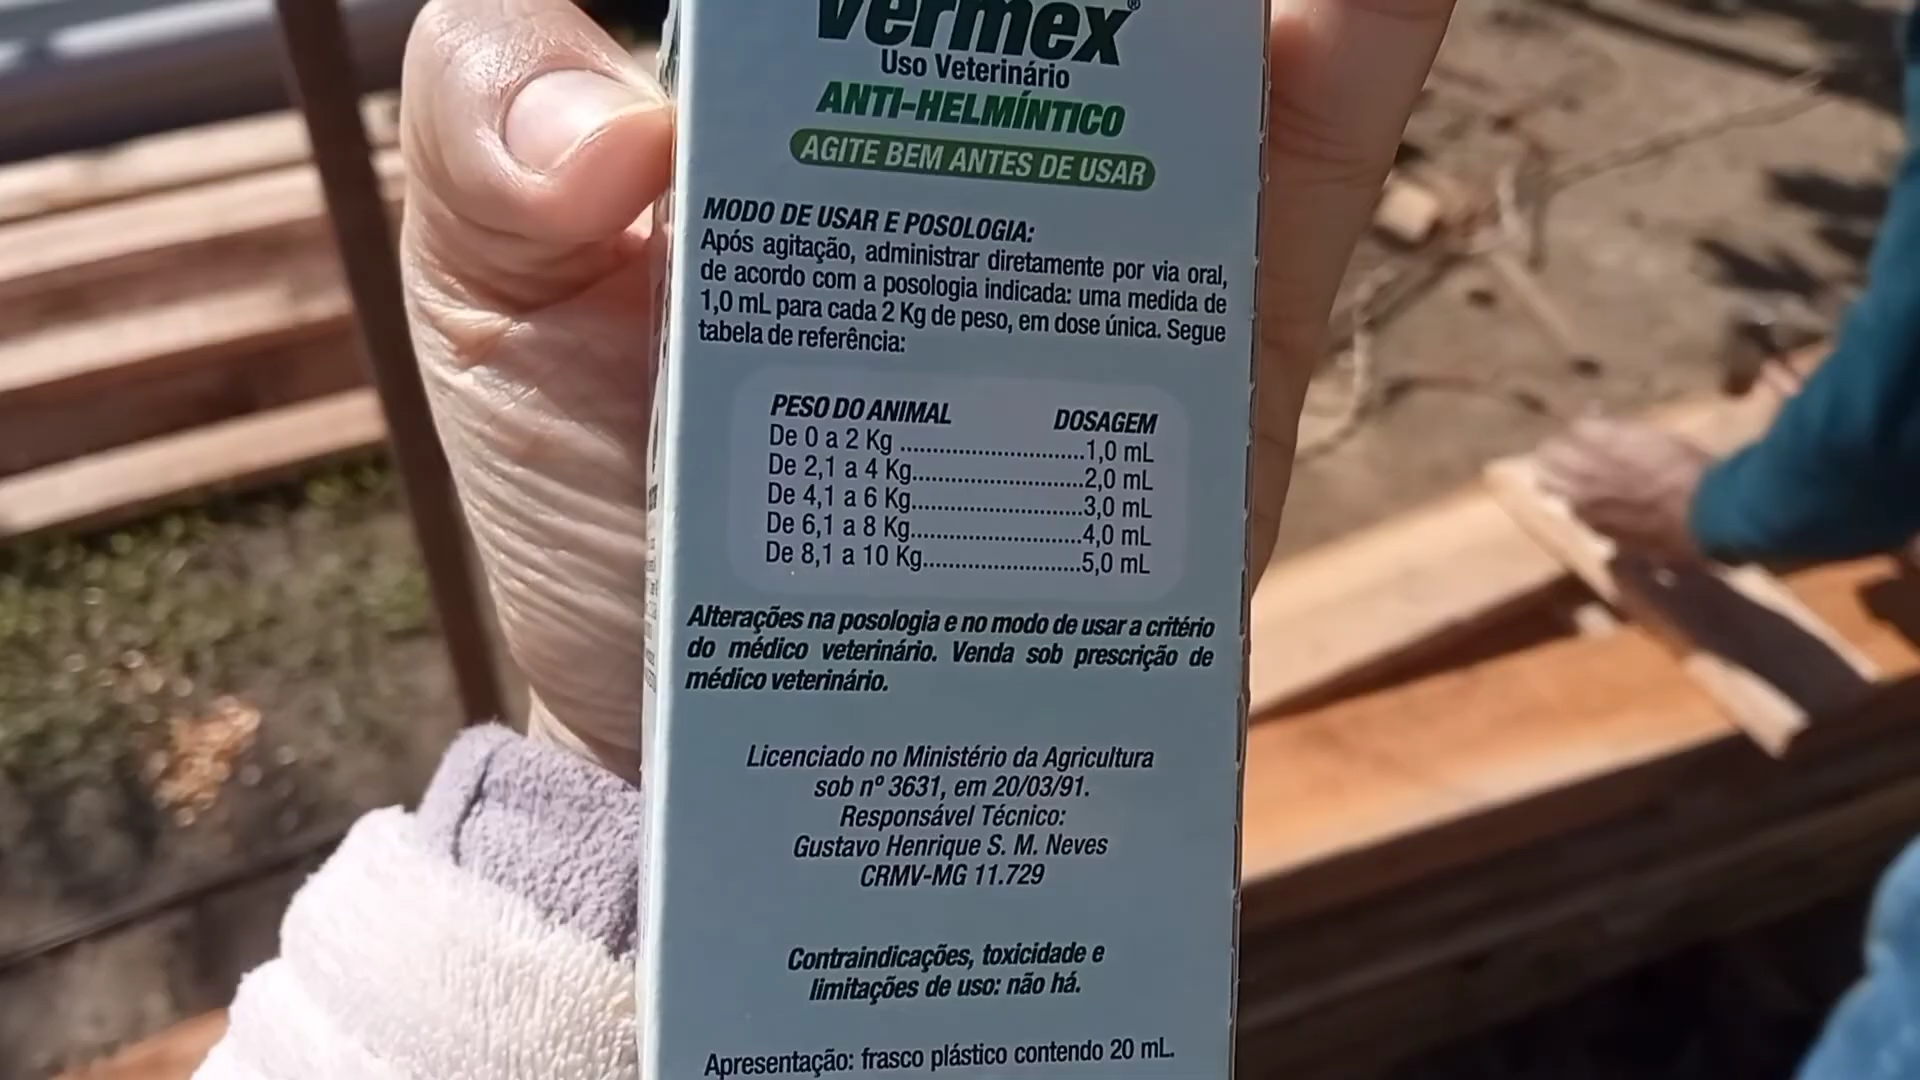 Vermex®
Uso Veterinário
ANTI-HELMÍNTICO
AGITE BEM ANTES DE USAR
MODO DE USAR E POSOLOGIA:
Após agitação, administrar diretamente por via oral,
de acordo com a posologia indicada: uma medida de
1,0 mL para cada 2 Kg de peso, em dose única. Segue
tabela de referência:
PESO DO ANIMAL DOSAGEM
De 0 a 2 Kg ............................1,0 mL
De 2,1 a 4 Kg..........................2,0 mL
De 4,1 a 6 Kg..........................3,0 mL
De 6,1 a 8 Kg..........................4,0 mL
De 8,1 a 10 Kg........................5,0 mL
Alterações na posologia e no modo de usar a critério
do médico veterinário. Venda sob prescrição de
médico veterinário.
Licenciado no Ministério da Agricultura
sob nº 3631, em 20/03/91.
Responsável Técnico:
Gustavo Henrique S. M. Neves
CRMV-MG 11.729
Contraindicações, toxicidade e
limitações de uso: não há.
Apresentação: frasco plástico contendo 20 mL.